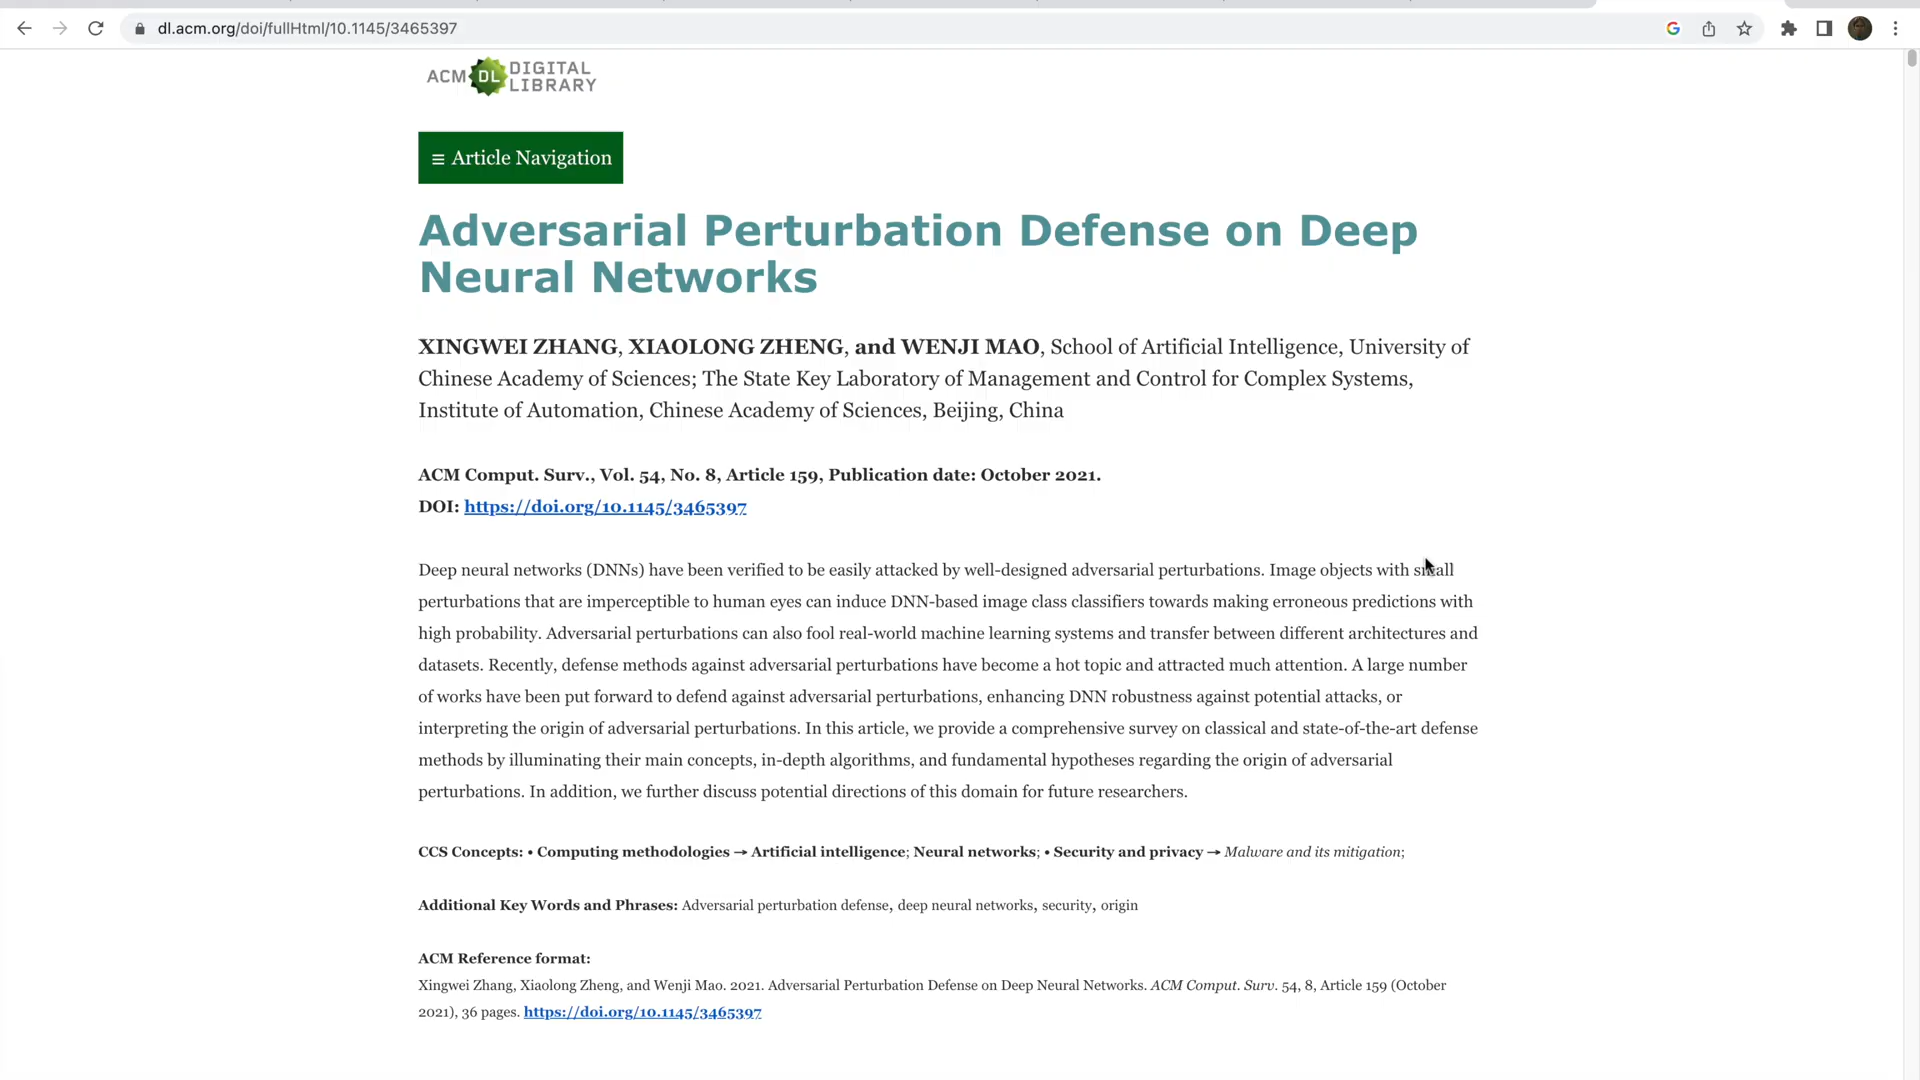 dl.acm.org/doi/fullHtml/10.1145/3465397
ACM DL DIGITAL LIBRARY
≡ Article Navigation
Adversarial Perturbation Defense on Deep
Neural Networks
XINGWEI ZHANG, XIAOLONG ZHENG, and WENJI MAO, School of Artificial Intelligence, University of
Chinese Academy of Sciences; The State Key Laboratory of Management and Control for Complex Systems,
Institute of Automation, Chinese Academy of Sciences, Beijing, China
ACM Comput. Surv., Vol. 54, No. 8, Article 159, Publication date: October 2021.
DOI: https://doi.org/10.1145/3465397
Deep neural networks (DNNs) have been verified to be easily attacked by well-designed adversarial perturbations. Image objects with small
perturbations that are imperceptible to human eyes can induce DNN-based image class classifiers towards making erroneous predictions with
high probability. Adversarial perturbations can also fool real-world machine learning systems and transfer between different architectures and
datasets. Recently, defense methods against adversarial perturbations have become a hot topic and attracted much attention. A large number
of works have been put forward to defend against adversarial perturbations, enhancing DNN robustness against potential attacks, or
interpreting the origin of adversarial perturbations. In this article, we provide a comprehensive survey on classical and state-of-the-art defense
methods by illuminating their main concepts, in-depth algorithms, and fundamental hypotheses regarding the origin of adversarial
perturbations. In addition, we further discuss potential directions of this domain for future researchers.
CCS Concepts: • Computing methodologies → Artificial intelligence; Neural networks; • Security and privacy → Malware and its mitigation;
Additional Key Words and Phrases: Adversarial perturbation defense, deep neural networks, security, origin
ACM Reference format:
Xingwei Zhang, Xiaolong Zheng, and Wenji Mao. 2021. Adversarial Perturbation Defense on Deep Neural Networks. ACM Comput. Surv. 54, 8, Article 159 (October
2021), 36 pages. https://doi.org/10.1145/3465397